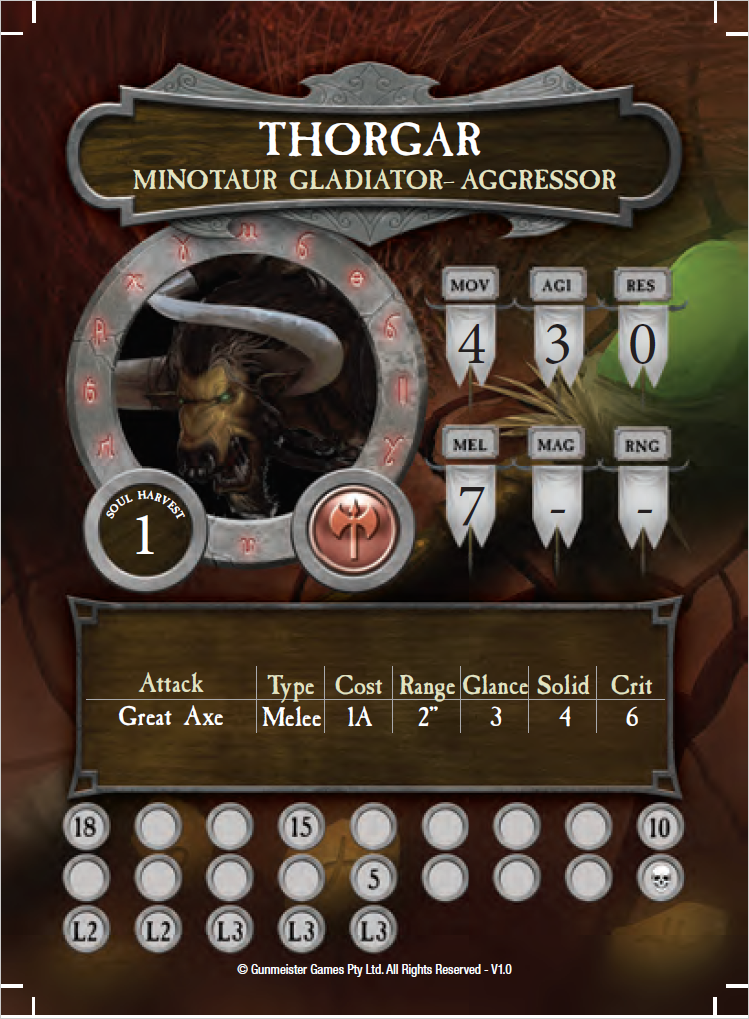 THORGAR
MINOTAUR GLADIATOR- AGGRESSOR
MOV AGI RES
4 3 0
MEL MAG RNG
7 - -
SOUL HARVEST
1
Attack Type Cost Range Glance Solid Crit
Great Axe Melee 1A 2” 3 4 6
18 15 10
5
L2 L2 L3 L3 L3
© Gunmeister Games Pty Ltd. All Rights Reserved - V1.0